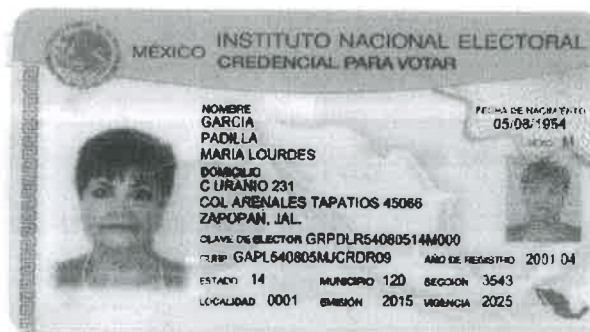 MÉXICO INSTITUTO NACIONAL ELECTORAL
CREDENCIAL PARA VOTAR
NOMBRE
GARCIA
PADILLA
MARIA LOURDES
DOMICILIO
C URANIO 231
COL ARENALES TAPATIOS 45066
ZAPOPAN, JAL.
FECHA DE NACIMIENTO
05/08/1954
SEXO M
CLAVE DE ELECTOR GRPDLR54080514M000
CURP GAPL540805MJCRDR09 AÑO DE REGISTRO 2001 04
ESTADO 14 MUNICIPIO 120 SECCION 3543
LOCALIDAD 0001 EMISIÓN 2015 VIGENCIA 2025